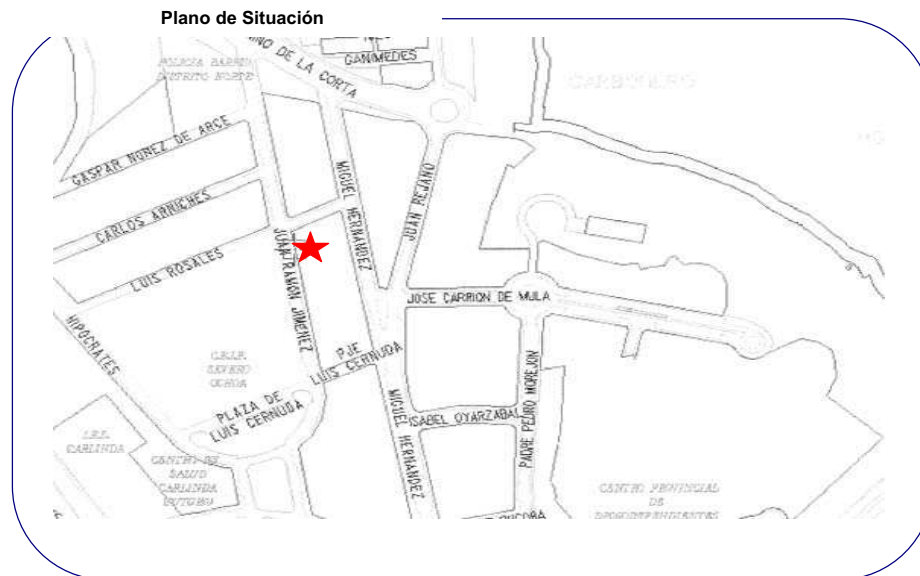 Plano de Situación
GANIMEDES
POLICIA BARRIO
DISTRITO NORTE
DE LA CORTA
GASPAR NUÑEZ DE ARCE
CARLOS ARNICHES
MIGUEL HERNANDEZ
JUAN REJANO
LUIS ROSALES
JUAN RAMON JIMENEZ
JOSE CARRION DE MULA
HIPOCRATES
C.E.I.P.
SEVERO
OCHOA
PJE
LUIS CERNUDA
PLAZA DE
LUIS CERNUDA
MIGUEL HERNANDEZ
ISABEL OYARZABAL
PADRE PEDRO MOREJON
I.E.S.
CARLINDA
CENTRO DE
SALUD
CARLINDA
CENTRO PROVINCIAL
DE
DROGODEPENDIENTES